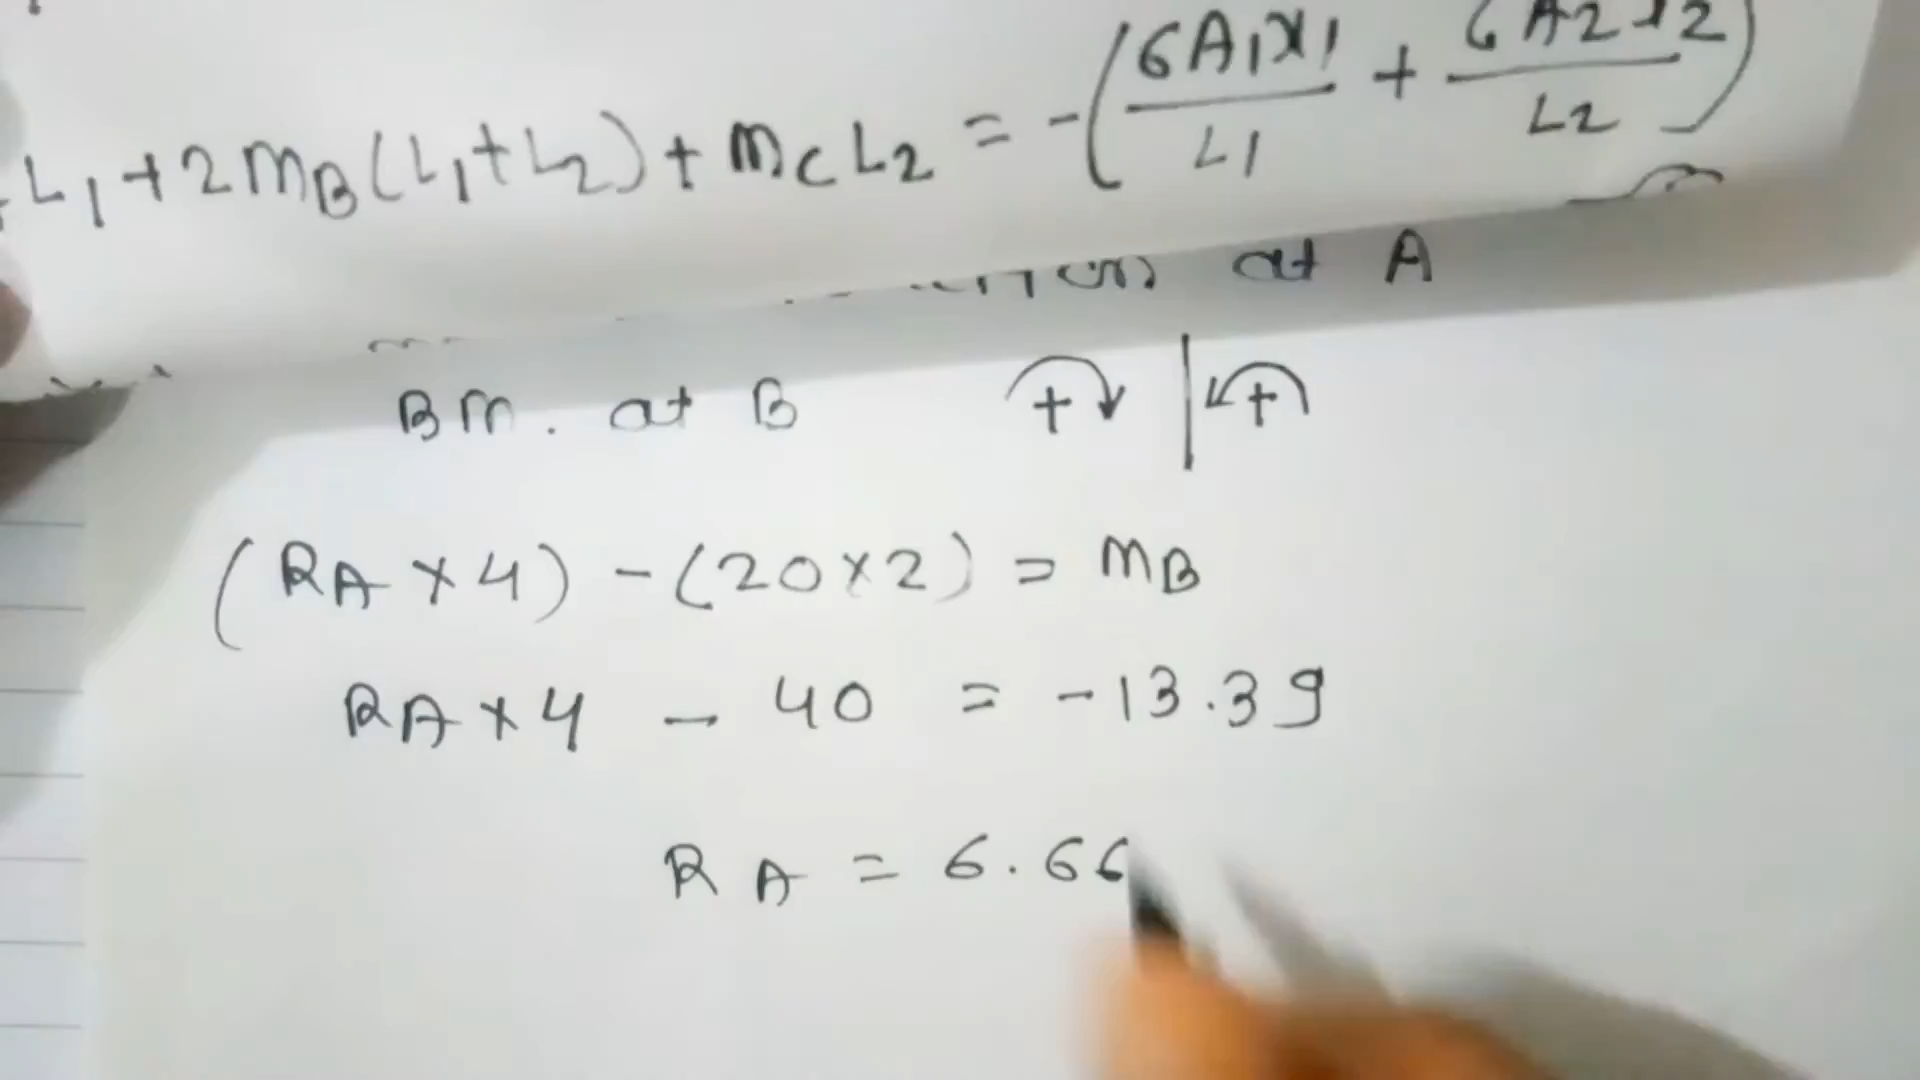 L1 + 2MB(L1+L2) + MCL2 = -(6A1x1/L1 + 6A2x2/L2)
at A
BM. at B + | +
(RA×4) - (20×2) = MB
RA×4 - 40 = -13.39
RA = 6.66